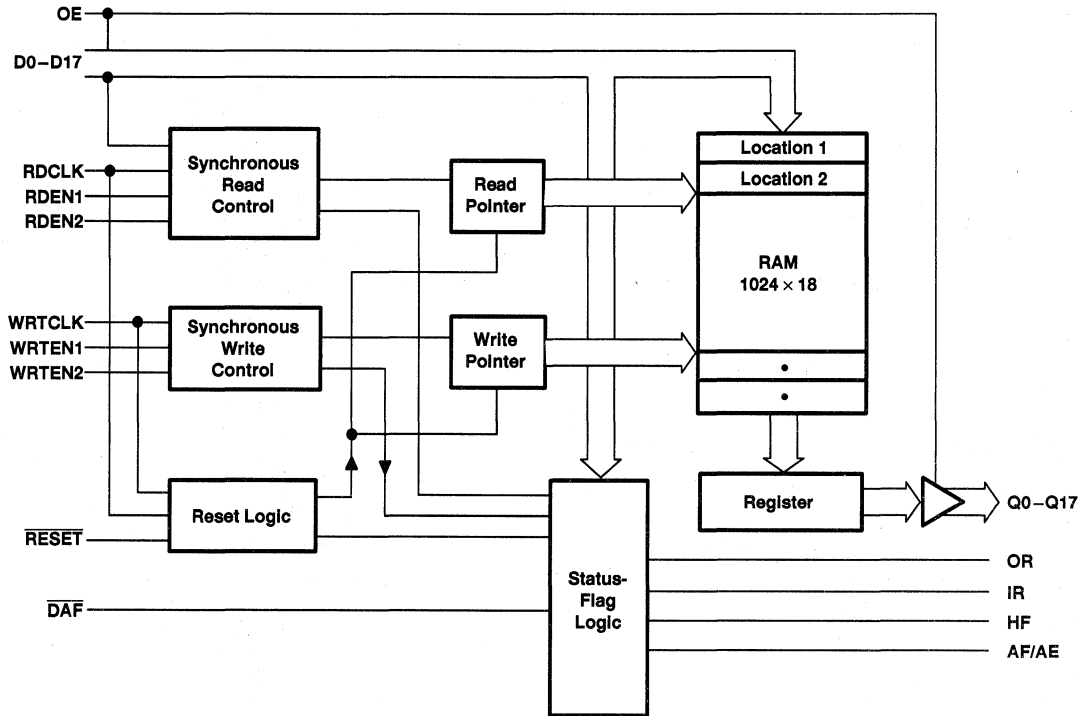 OE
D0–D17
RDCLK
RDEN1
RDEN2
Synchronous
Read
Control
Read
Pointer
Location 1
Location 2
RAM
1024 × 18
WRTCLK
WRTEN1
WRTEN2
Synchronous
Write
Control
Write
Pointer
Reset Logic
RESET
DAF
Status-
Flag
Logic
Register
Q0–Q17
OR
IR
HF
AF/AE